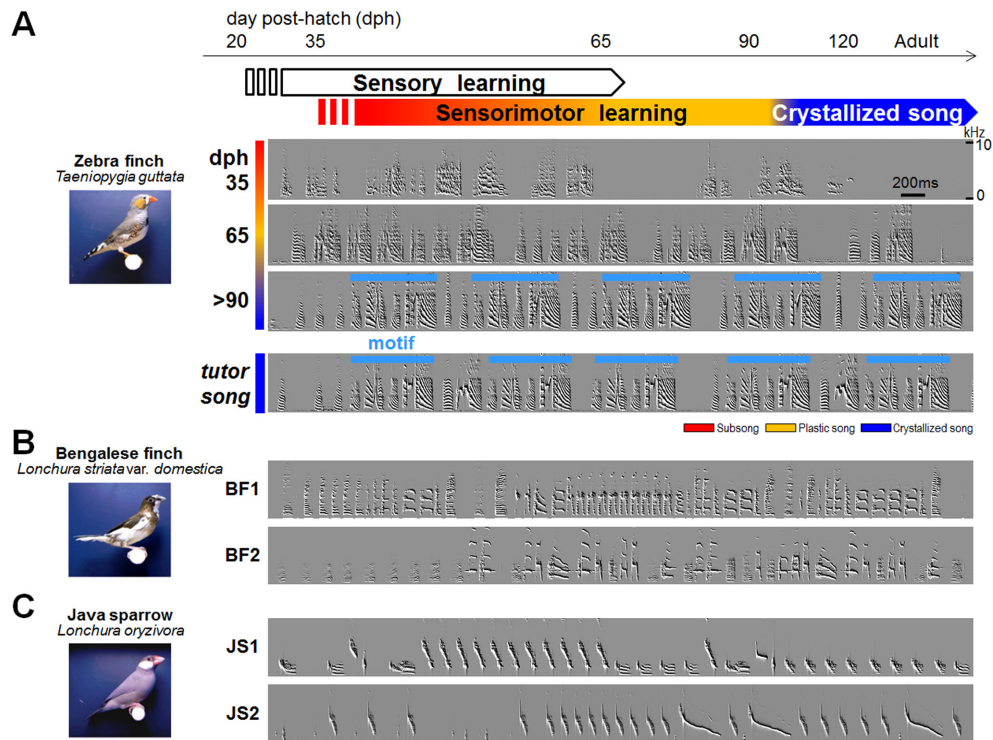 A
day post-hatch (dph)
20 35 65 90 120 Adult
Sensory learning
Sensorimotor learning
Crystallized song
kHz
10
0
200ms
Zebra finch
Taeniopygia guttata
dph
35
65
>90
motif
tutor
song
Subsong Plastic song Crystallized song
B
Bengalese finch
Lonchura striata var. domestica
BF1
BF2
C
Java sparrow
Lonchura oryzivora
JS1
JS2